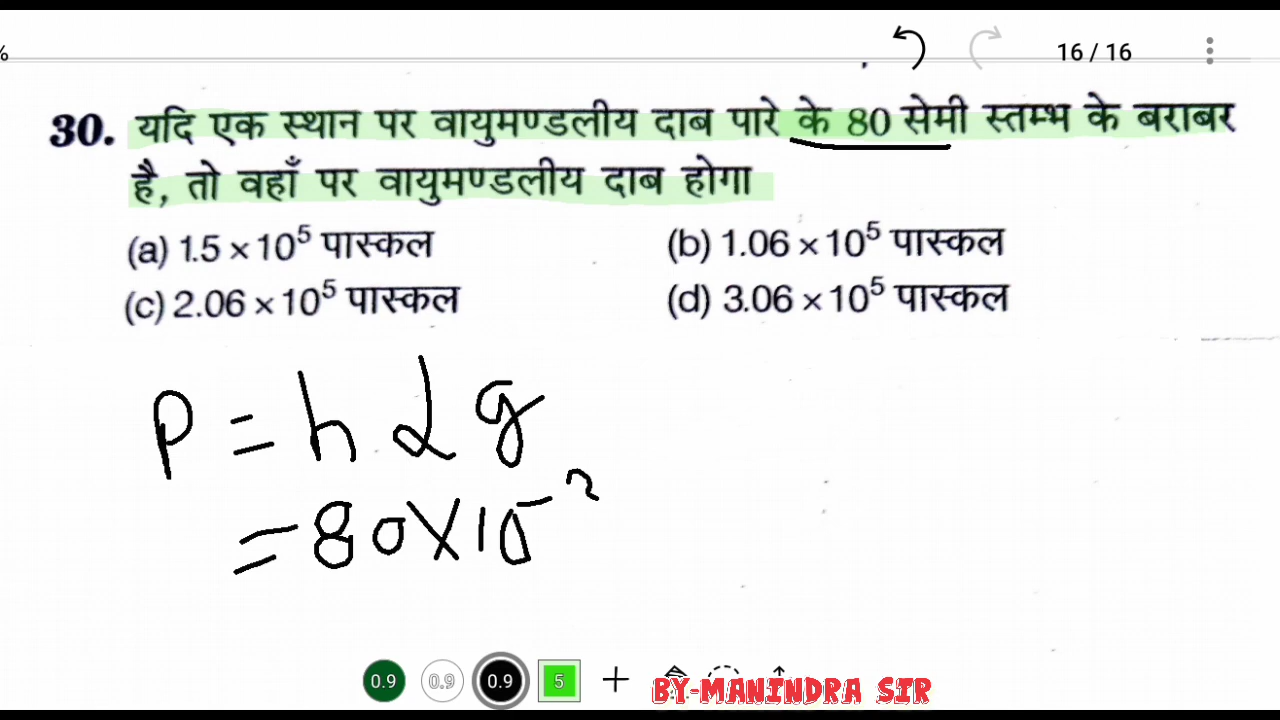 %
16 / 16
30. यदि एक स्थान पर वायुमण्डलीय दाब पारे के 80 सेमी स्तम्भ के बराबर
है, तो वहाँ पर वायुमण्डलीय दाब होगा
(a) 1.5 × 10⁵ पास्कल (b) 1.06 × 10⁵ पास्कल
(c) 2.06 × 10⁵ पास्कल (d) 3.06 × 10⁵ पास्कल
P = h d g
= 80 × 10⁻²
0.9 0.9 0.9 5
BY-MANINDRA SIR